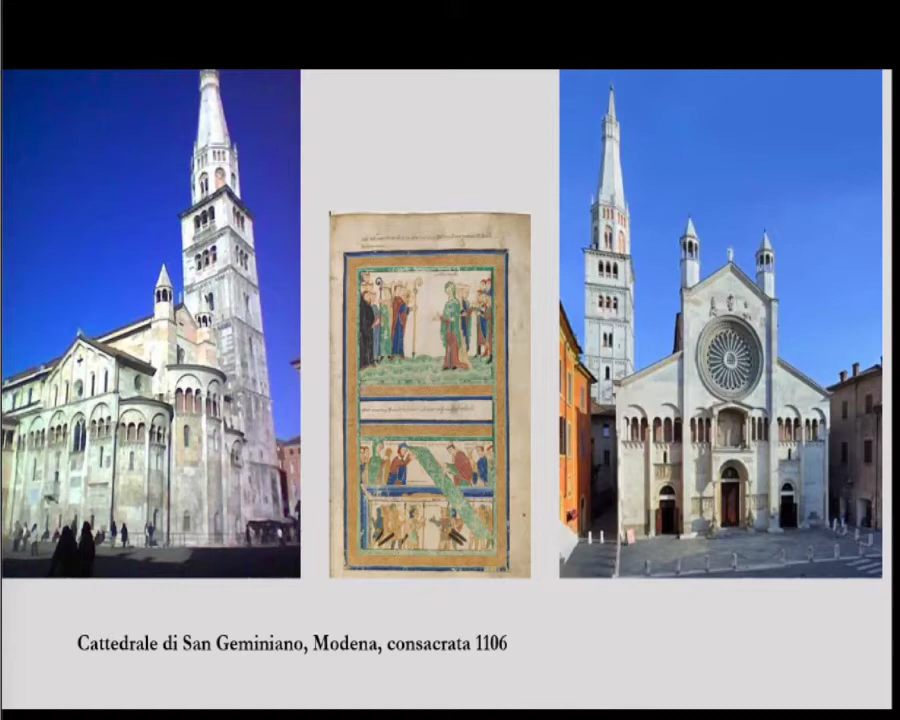 Cattedrale di San Geminiano, Modena, consacrata 1106